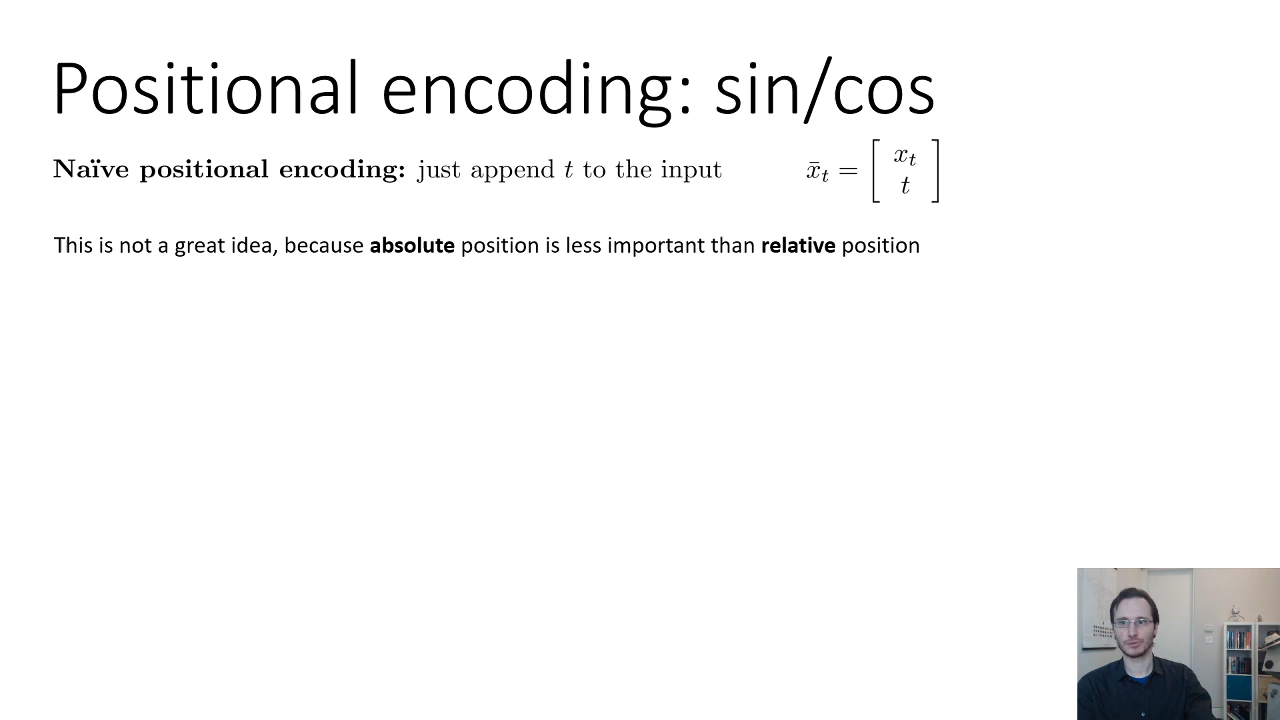 Positional encoding: sin/cos
Naïve positional encoding: just append t to the input x̄ₜ = [ xₜ t ]
This is not a great idea, because absolute position is less important than relative position